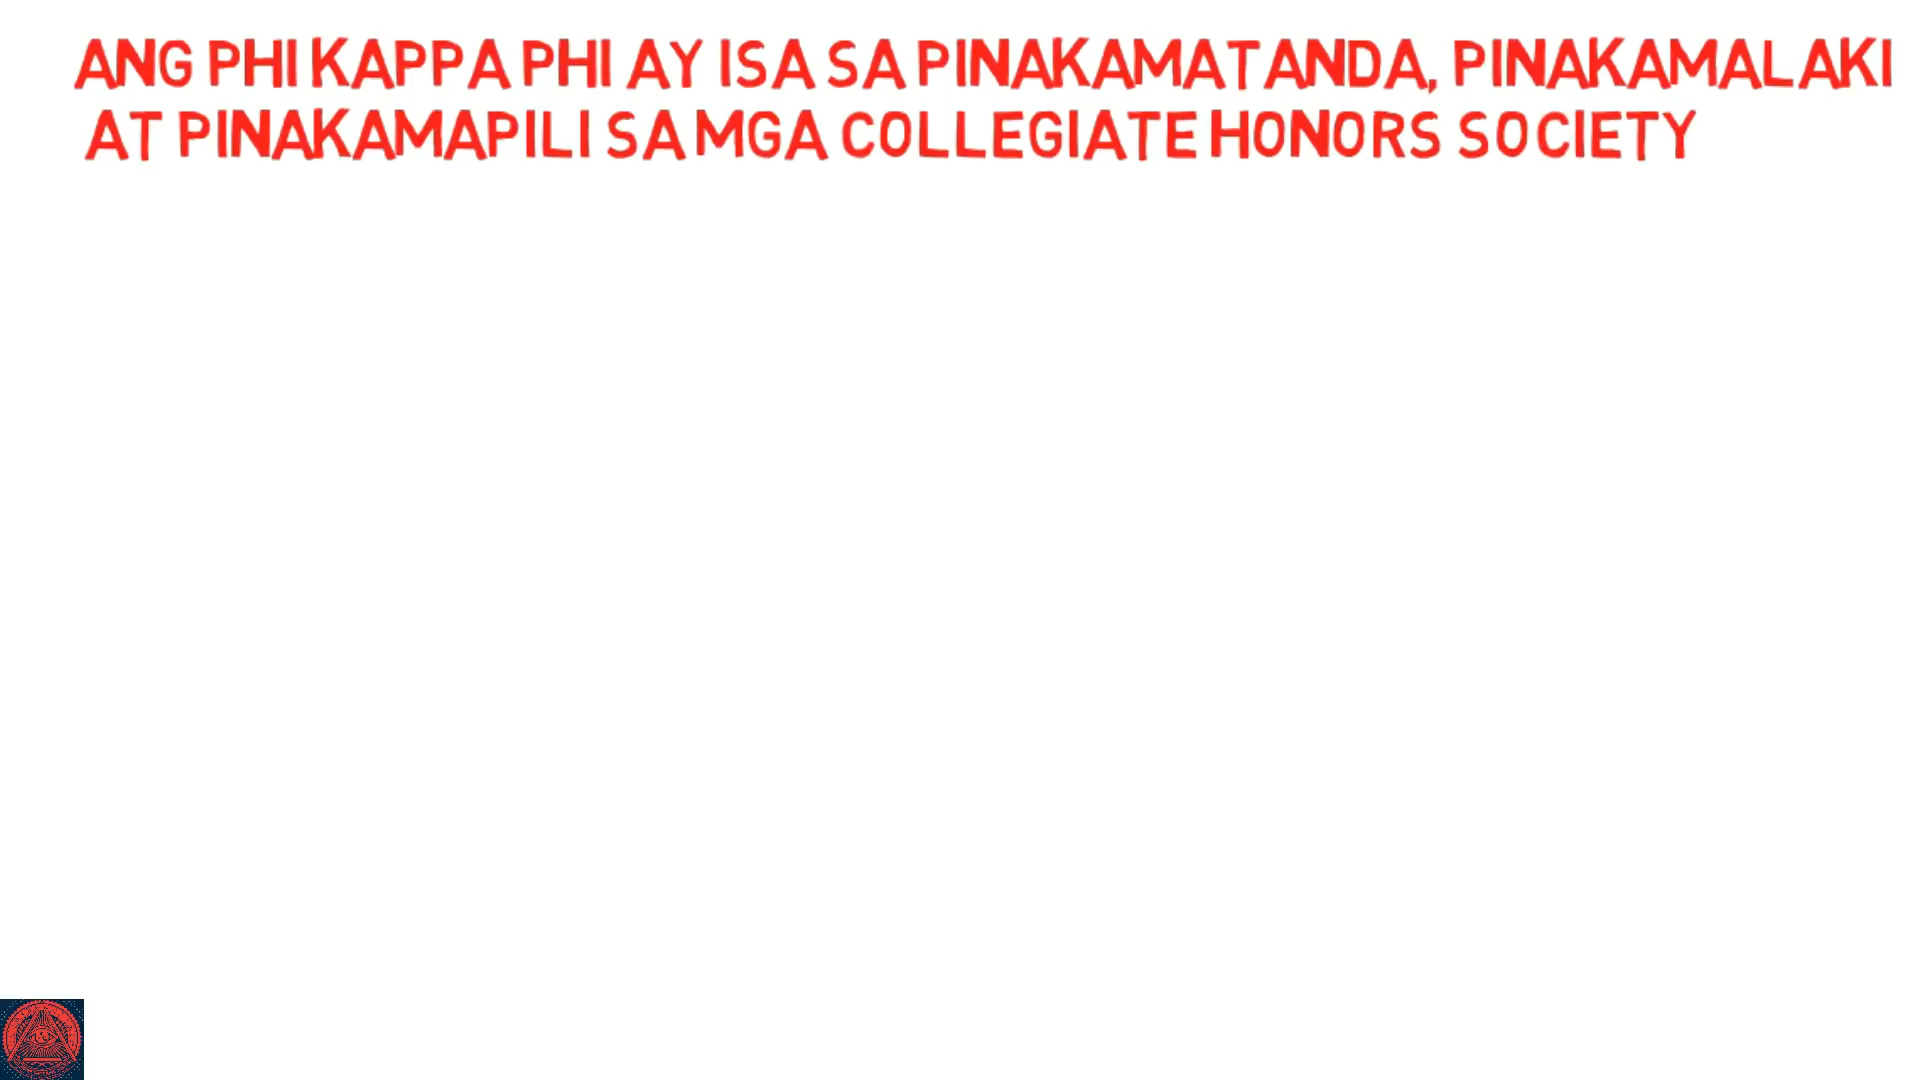 ANG PHI KAPPA PHI AY ISA SA PINAKAMATANDA, PINAKAMALAKI
AT PINAKAMAPILI SA MGA COLLEGIATE HONORS SOCIETY